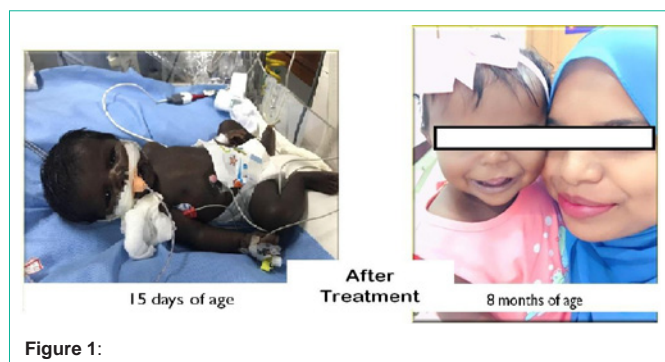 15 days of age
After
Treatment
8 months of age
Figure 1: